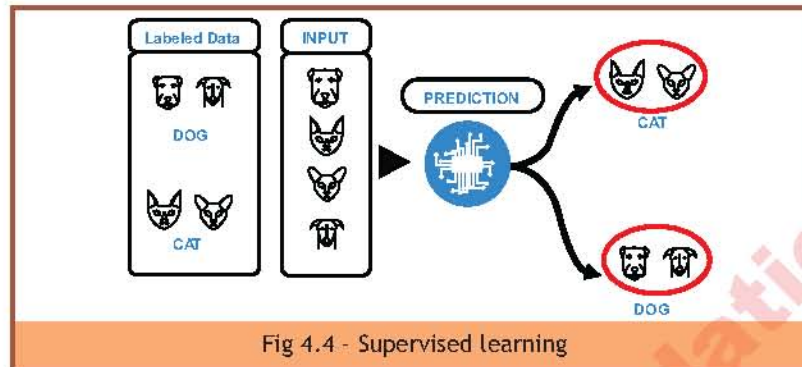 Labeled Data
INPUT
DOG
CAT
PREDICTION
CAT
DOG
Fig 4.4 - Supervised learning